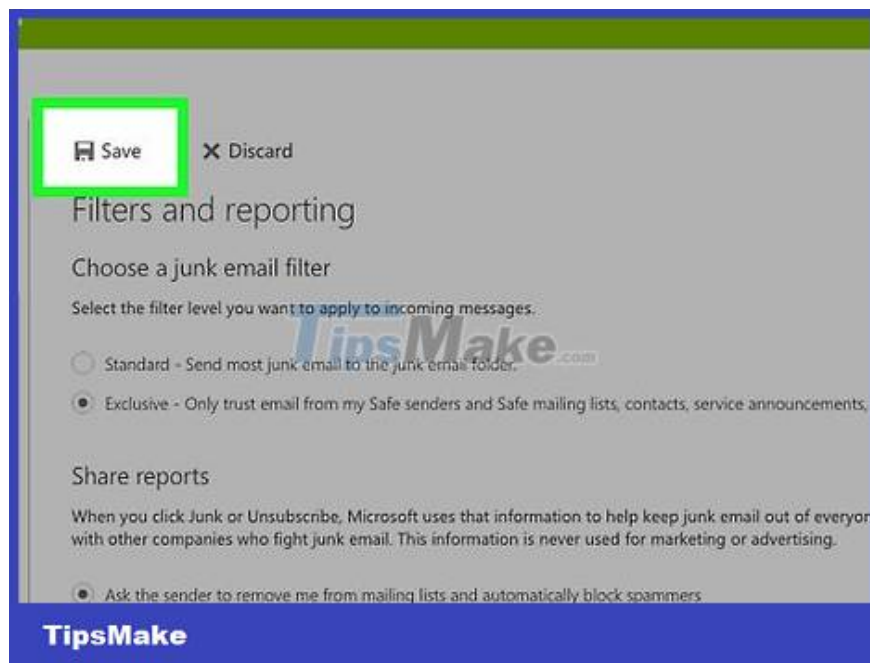 Save
Discard
Filters and reporting
Choose a junk email filter
Select the filter level you want to apply to incoming messages.
TipsMake.com
Standard - Send most junk email to the junk email folder.
Exclusive - Only trust email from my Safe senders and Safe mailing lists, contacts, service announcements,
Share reports
When you click Junk or Unsubscribe, Microsoft uses that information to help keep junk email out of everyon
with other companies who fight junk email. This information is never used for marketing or advertising.
Ask the sender to remove me from mailing lists and automatically block spammers
TipsMake